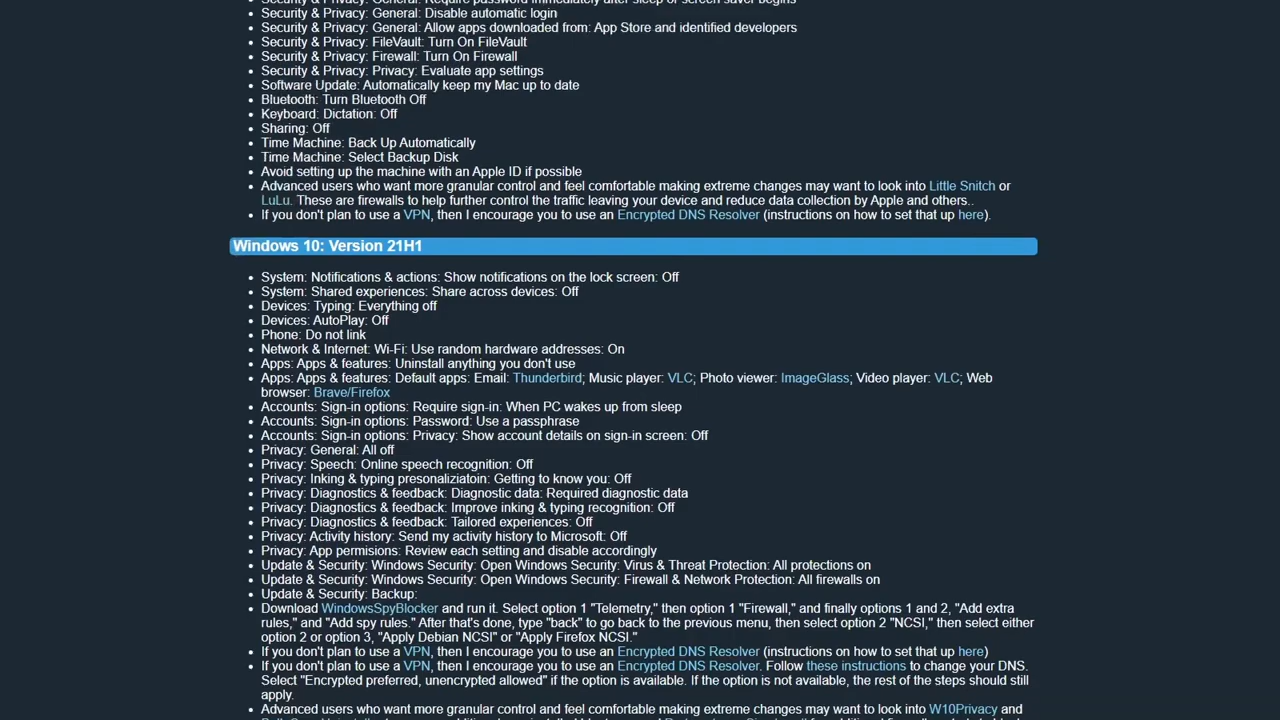 Security & Privacy: General: Require password immediately after sleep or screen saver begins
Security & Privacy: General: Disable automatic login
Security & Privacy: General: Allow apps downloaded from: App Store and identified developers
Security & Privacy: FileVault: Turn On FileVault
Security & Privacy: Firewall: Turn On Firewall
Security & Privacy: Privacy: Evaluate app settings
Software Update: Automatically keep my Mac up to date
Bluetooth: Turn Bluetooth Off
Keyboard: Dictation: Off
Sharing: Off
Time Machine: Back Up Automatically
Time Machine: Select Backup Disk
Avoid setting up the machine with an Apple ID if possible
Advanced users who want more granular control and feel comfortable making extreme changes may want to look into Little Snitch or
LuLu. These are firewalls to help further control the traffic leaving your device and reduce data collection by Apple and others..
If you don't plan to use a VPN, then I encourage you to use an Encrypted DNS Resolver (instructions on how to set that up here).
Windows 10: Version 21H1
System: Notifications & actions: Show notifications on the lock screen: Off
System: Shared experiences: Share across devices: Off
Devices: Typing: Everything off
Devices: AutoPlay: Off
Phone: Do not link
Network & Internet: Wi-Fi: Use random hardware addresses: On
Apps: Apps & features: Uninstall anything you don't use
Apps: Apps & features: Default apps: Email: Thunderbird; Music player: VLC; Photo viewer: ImageGlass; Video player: VLC; Web
browser: Brave/Firefox
Accounts: Sign-in options: Require sign-in: When PC wakes up from sleep
Accounts: Sign-in options: Password: Use a passphrase
Accounts: Sign-in options: Privacy: Show account details on sign-in screen: Off
Privacy: General: All off
Privacy: Speech: Online speech recognition: Off
Privacy: Inking & typing presonaliziatoin: Getting to know you: Off
Privacy: Diagnostics & feedback: Diagnostic data: Required diagnostic data
Privacy: Diagnostics & feedback: Improve inking & typing recognition: Off
Privacy: Diagnostics & feedback: Tailored experiences: Off
Privacy: Activity history: Send my activity history to Microsoft: Off
Privacy: App permisions: Review each setting and disable accordingly
Update & Security: Windows Security: Open Windows Security: Virus & Threat Protection: All protections on
Update & Security: Windows Security: Open Windows Security: Firewall & Network Protection: All firewalls on
Update & Security: Backup:
Download WindowsSpyBlocker and run it. Select option 1 "Telemetry," then option 1 "Firewall," and finally options 1 and 2, "Add extra
rules," and "Add spy rules." After that's done, type "back" to go back to the previous menu, then select option 2 "NCSI," then select either
option 2 or option 3, "Apply Debian NCSI" or "Apply Firefox NCSI."
If you don't plan to use a VPN, then I encourage you to use an Encrypted DNS Resolver (instructions on how to set that up here)
If you don't plan to use a VPN, then I encourage you to use an Encrypted DNS Resolver. Follow these instructions to change your DNS.
Select "Encrypted preferred, unencrypted allowed" if the option is available. If the option is not available, the rest of the steps should still
apply.
Advanced users who want more granular control and feel comfortable making extreme changes may want to look into W10Privacy and